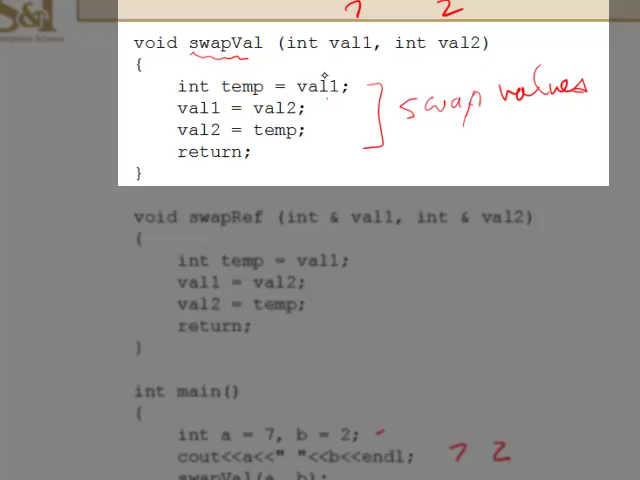 7 2
void swapVal (int val1, int val2)
{
int temp = val1;
val1 = val2;
val2 = temp;
return;
}
swap values
void swapRef (int & val1, int & val2)
{
int temp = val1;
val1 = val2;
val2 = temp;
return;
}
int main()
{
int a = 7, b = 2;
cout<<a<<" "<<b<<endl; 7 2
swapVal(a, b);